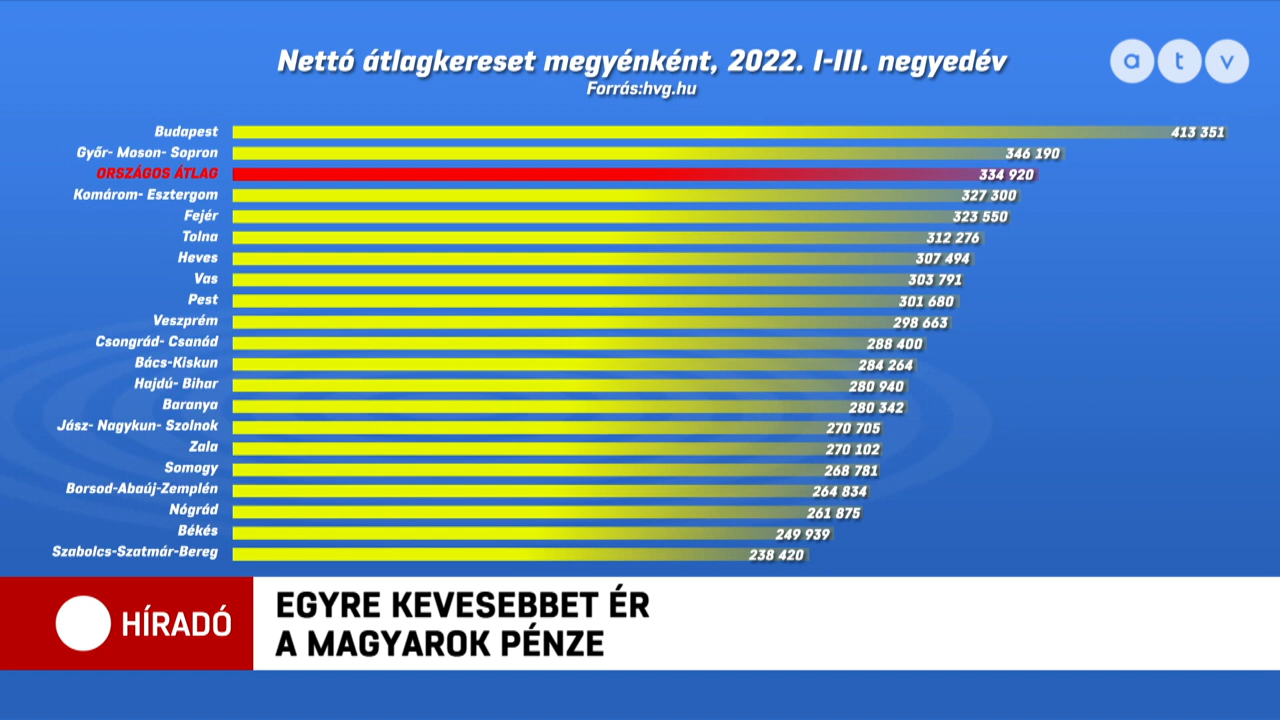 Nettó átlagkereset megyénként, 2022. I-III. negyedév
Forrás:hvg.hu
a t v
Budapest 413 351
Győr- Moson- Sopron 346 190
ORSZÁGOS ÁTLAG 334 920
Komárom- Esztergom 327 300
Fejér 323 550
Tolna 312 276
Heves 307 494
Vas 303 791
Pest 301 680
Veszprém 298 663
Csongrád- Csanád 288 400
Bács-Kiskun 284 264
Hajdú- Bihar 280 940
Baranya 280 342
Jász- Nagykun- Szolnok 270 705
Zala 270 102
Somogy 268 781
Borsod-Abaúj-Zemplén 264 834
Nógrád 261 875
Békés 249 939
Szabolcs-Szatmár-Bereg 238 420
HÍRADÓ
EGYRE KEVESEBBET ÉR
A MAGYAROK PÉNZE